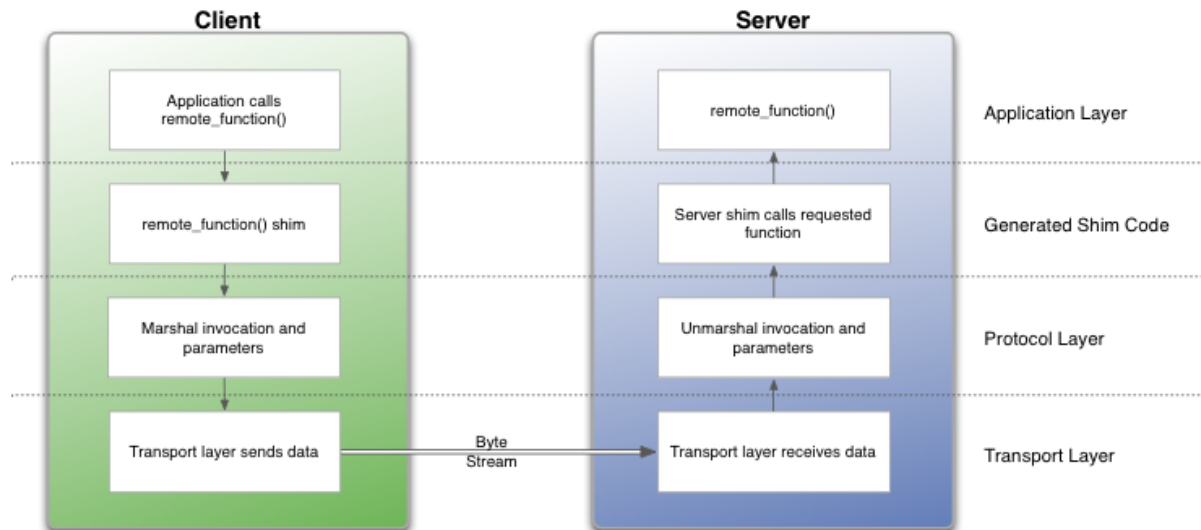 Client
Server
Application calls
remote_function()
remote_function()
Application Layer
remote_function() shim
Server shim calls requested
function
Generated Shim Code
Marshal invocation and
parameters
Unmarshal invocation and
parameters
Protocol Layer
Transport layer sends data
Byte
Stream
Transport layer receives data
Transport Layer